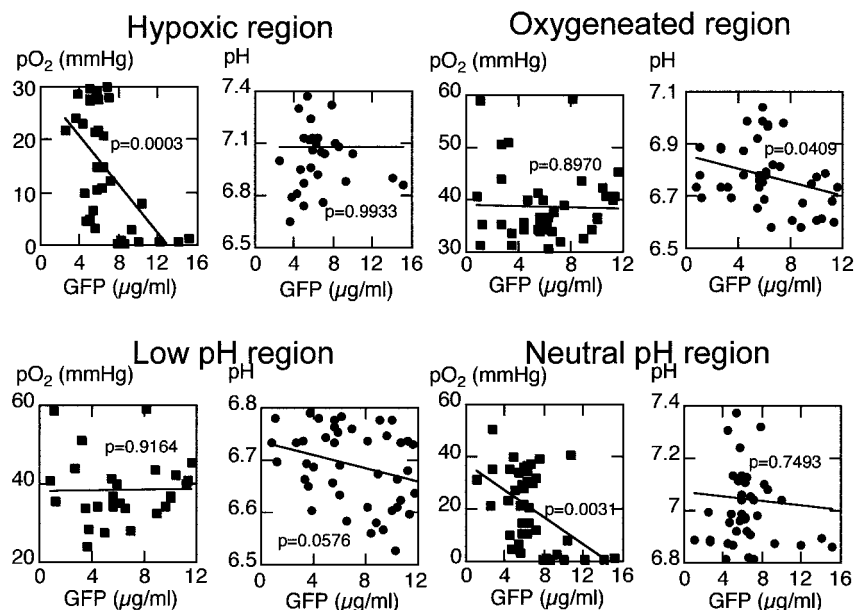 Hypoxic region
Oxygeneated region
pO2 (mmHg)
30
20
10
0
p=0.0003
0 4 8 12 16
GFP (µg/ml)
pH
7.4
7.1
6.8
6.5
p=0.9933
0 4 8 12 16
GFP (µg/ml)
pO2 (mmHg)
60
50
40
30
p=0.8970
0 4 8 12
GFP (µg/ml)
pH
7.1
6.9
6.7
6.5
p=0.0409
0 4 8 12
GFP (µg/ml)
Low pH region
Neutral pH region
pO2 (mmHg)
60
40
20
p=0.9164
0 4 8 12
GFP (µg/ml)
pH
6.8
6.7
6.6
6.5
p=0.0576
0 4 8 12
GFP (µg/ml)
pO2 (mmHg)
60
40
20
0
p=0.0031
0 4 8 12 16
GFP (µg/ml)
pH
7.4
7.2
7
6.8
p=0.7493
0 4 8 12 16
GFP (µg/ml)